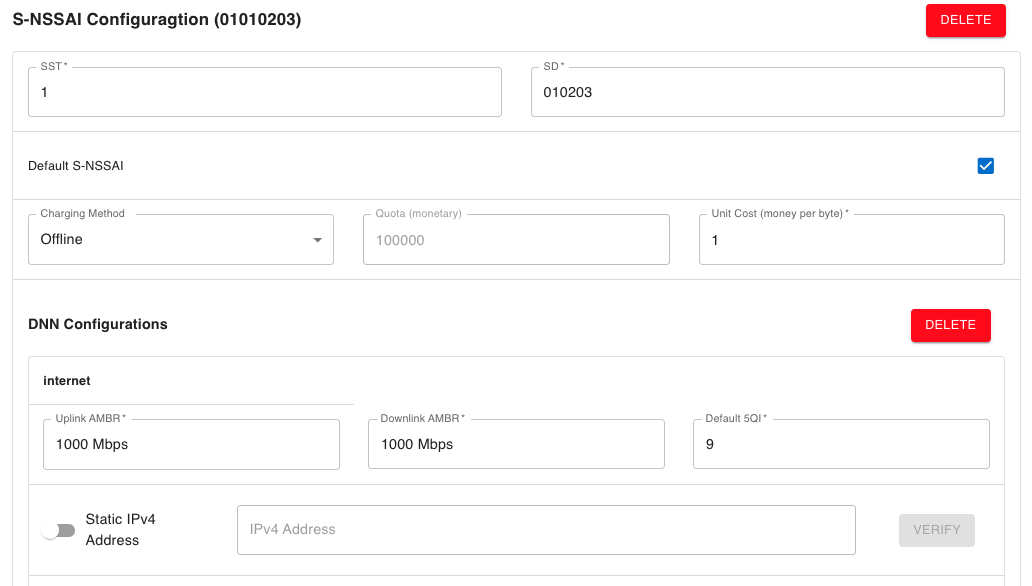 S-NSSAI Configuragtion (01010203)
DELETE
SST *
1
SD *
010203
Default S-NSSAI
Charging Method
Offline
Quota (monetary)
100000
Unit Cost (money per byte) *
1
DNN Configurations
DELETE
internet
Uplink AMBR *
1000 Mbps
Downlink AMBR *
1000 Mbps
Default 5QI *
9
Static IPv4
Address
IPv4 Address
VERIFY